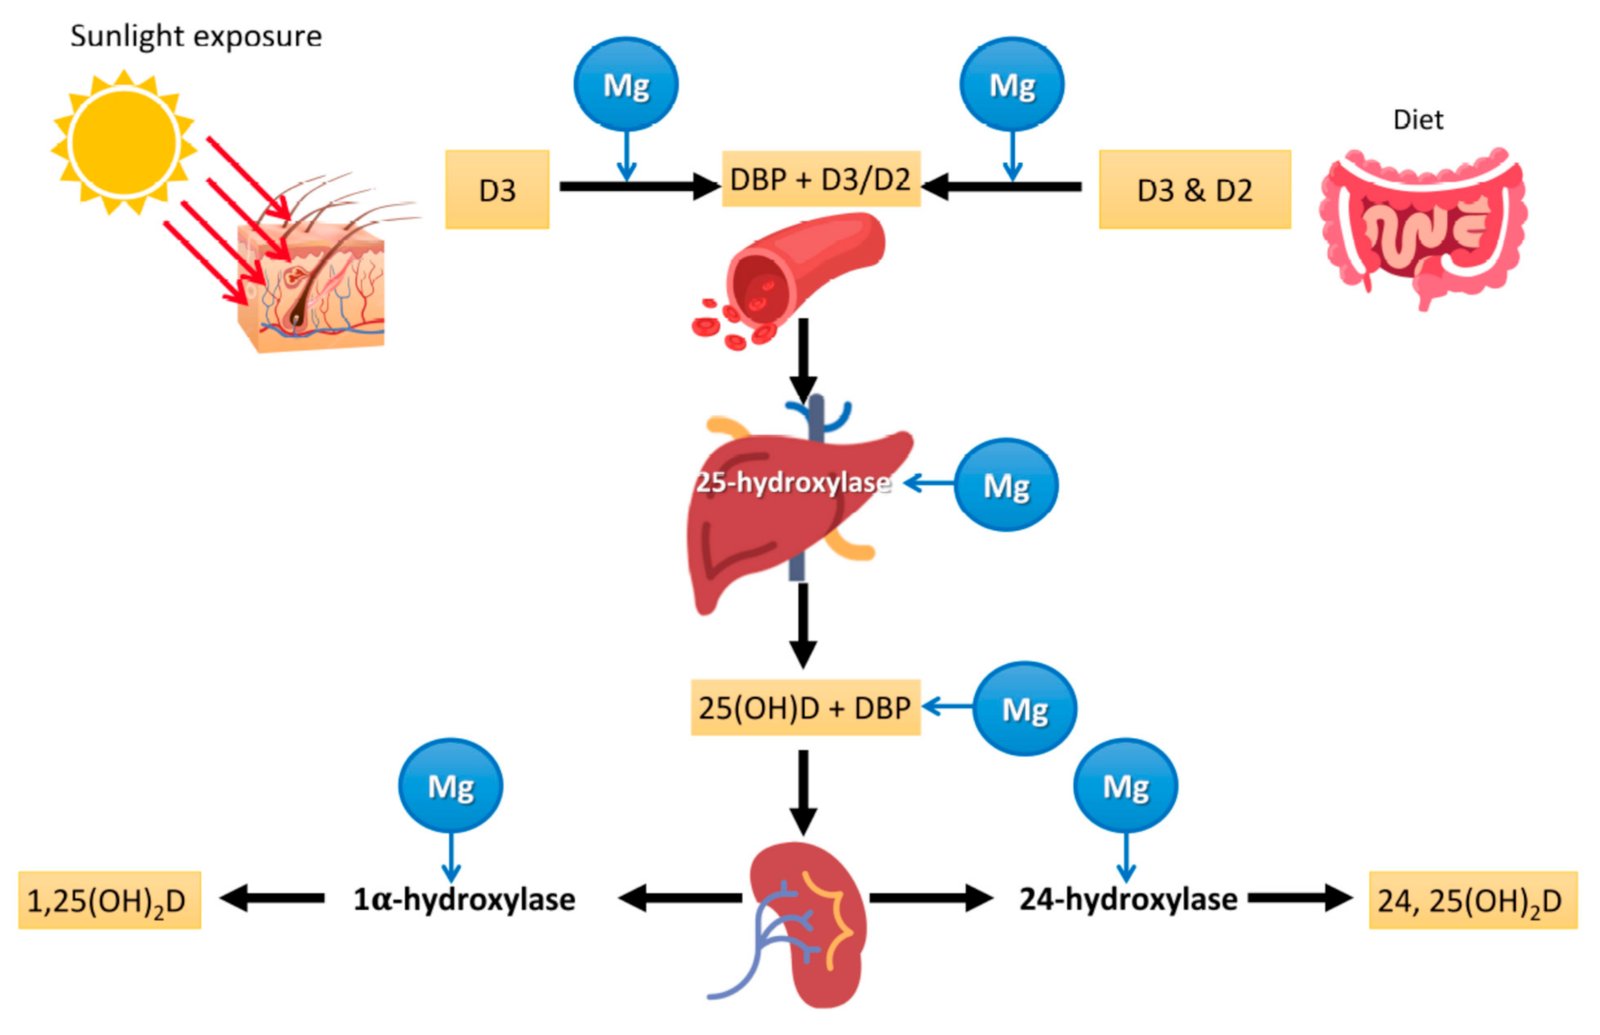 Sunlight exposure
Mg
Mg
Diet
D3
DBP + D3/D2
D3 & D2
25-hydroxylase
Mg
25(OH)D + DBP
Mg
Mg
Mg
1,25(OH)₂D
1α-hydroxylase
24-hydroxylase
24, 25(OH)₂D